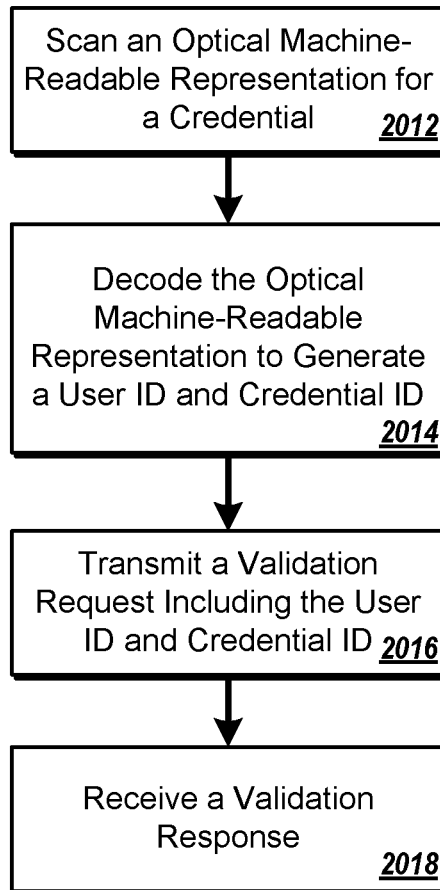 Scan an Optical Machine-
Readable Representation for
a Credential 2012
Decode the Optical
Machine-Readable
Representation to Generate
a User ID and Credential ID
2014
Transmit a Validation
Request Including the User
ID and Credential ID 2016
Receive a Validation
Response
2018